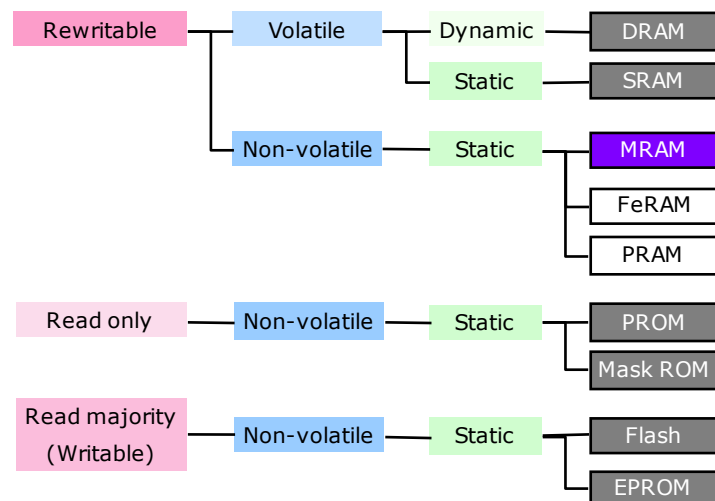 Rewritable
Volatile
Dynamic
DRAM
Static
SRAM
Non-volatile
Static
MRAM
FeRAM
PRAM
Read only
Non-volatile
Static
PROM
Mask ROM
Read majority
(Writable)
Non-volatile
Static
Flash
EPROM